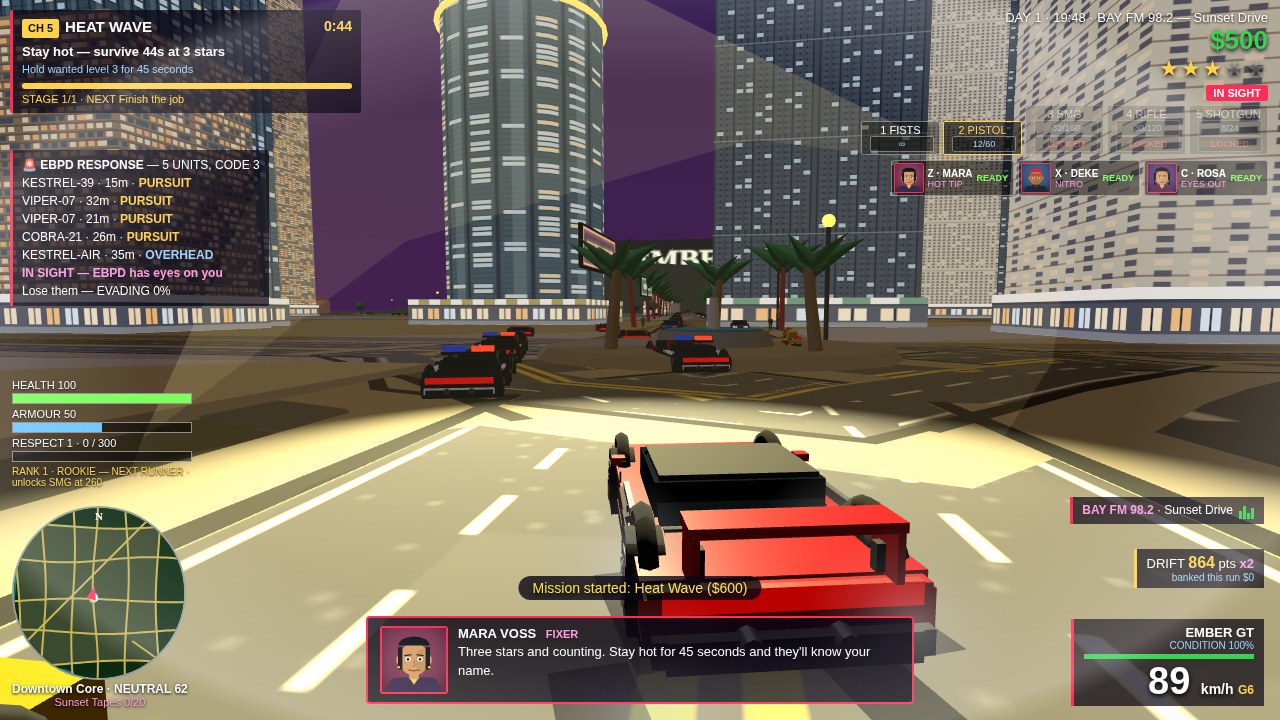 CH 5 HEAT WAVE 0:44
Stay hot — survive 44s at 3 stars
Hold wanted level 3 for 45 seconds
STAGE 1/1 · NEXT Finish the job
🚨 EBPD RESPONSE — 5 UNITS, CODE 3
KESTREL-39 · 15m · PURSUIT
VIPER-07 · 32m · PURSUIT
VIPER-07 · 21m · PURSUIT
COBRA-21 · 26m · PURSUIT
KESTREL-AIR · 35m · OVERHEAD
IN SIGHT — EBPD has eyes on you
Lose them — EVADING 0%
DAY 1 · 19:48 · BAY FM 98.2 — Sunset Drive
$500
★★★★★
IN SIGHT
1 FISTS
∞
2 PISTOL
12/60
3 SMG
32/160
LOCKED
4 RIFLE
30/120
LOCKED
5 SHOTGUN
8/24
LOCKED
Z · MARA
HOT TIP
READY
X · DEKE
NITRO
READY
C · ROSA
EYES OUT
READY
HEALTH 100
ARMOUR 50
RESPECT 1 · 0 / 300
RANK 1 · ROOKIE — NEXT RUNNER ·
unlocks SMG at 260
N
Downtown Core · NEUTRAL 62
Sunset Tapes 0/20
Mission started: Heat Wave ($600)
MARA VOSS FIXER
Three stars and counting. Stay hot for 45 seconds and they'll know your
name.
BAY FM 98.2 · Sunset Drive
DRIFT 864 pts x2
banked this run $0
EMBER GT
CONDITION 100%
89 km/h G6